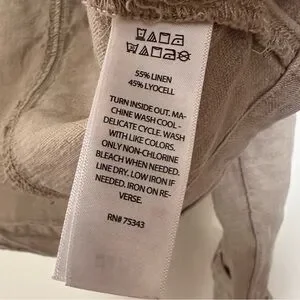 55% LINEN
45% LYOCELL
TURN INSIDE OUT. MA-
CHINE WASH COOL -
DELICATE CYCLE. WASH
WITH LIKE COLORS.
ONLY NON-CHLORINE
BLEACH WHEN NEEDED.
LINE DRY. LOW IRON IF
NEEDED. IRON ON RE-
VERSE.
RN# 75343